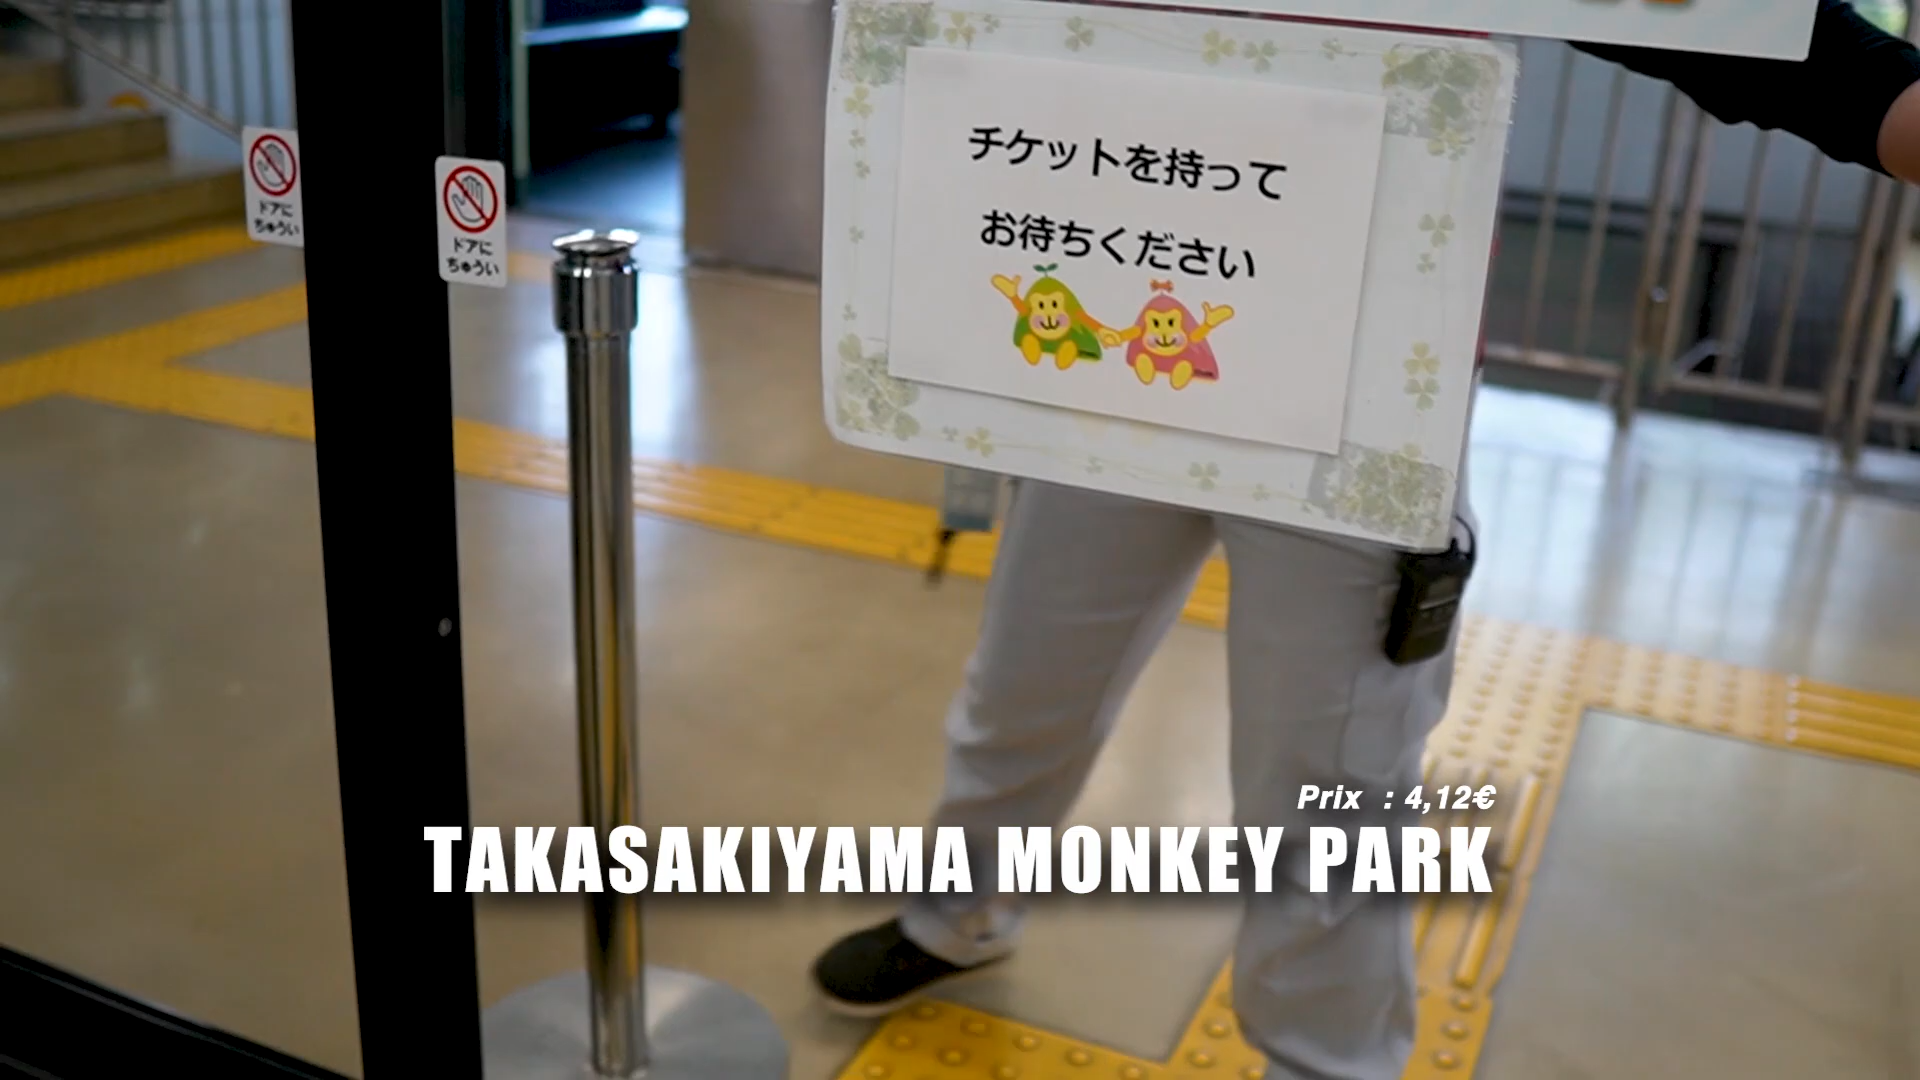 チケットを持って
お待ちください
ドアに
ちゅうい
ドアに
ちゅうい
Prix : 4,12€
TAKASAKIYAMA MONKEY PARK